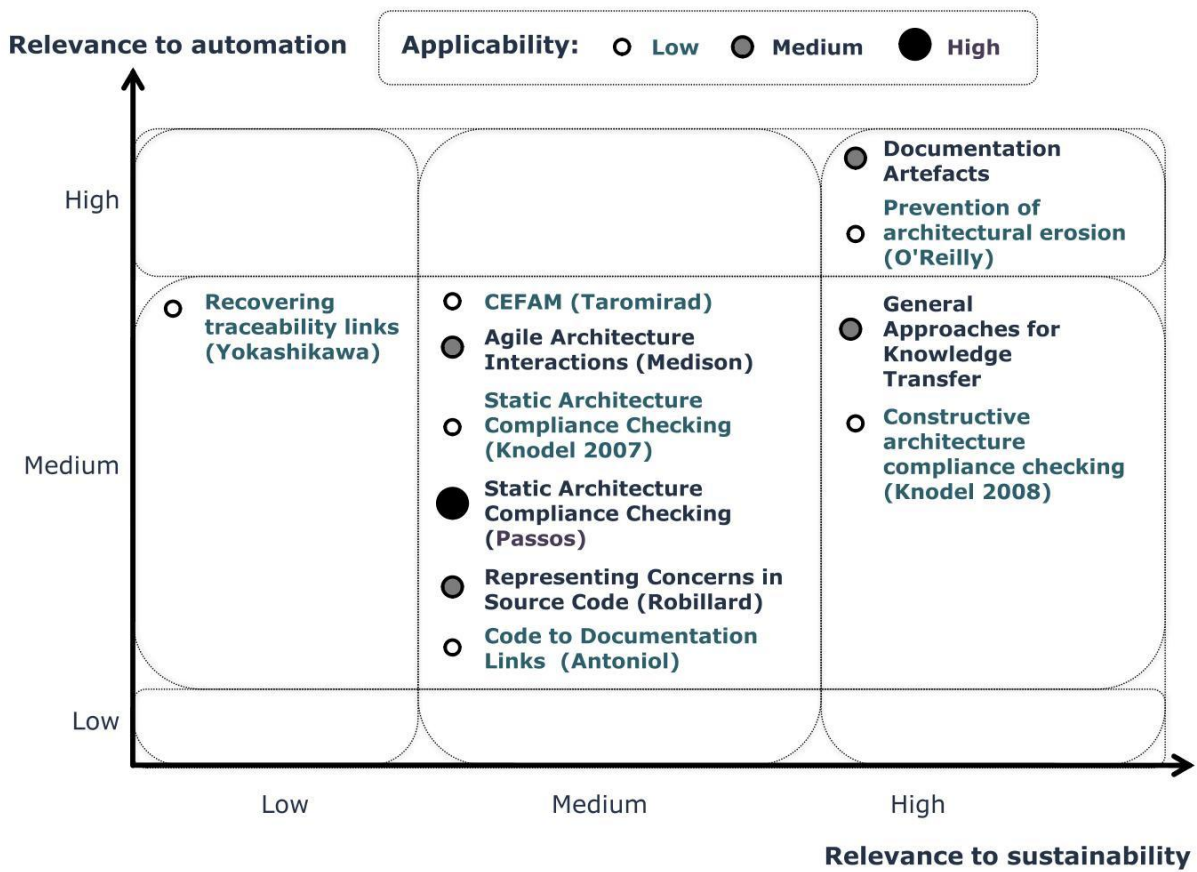 Relevance to automation
Applicability:
Low
Medium
High
High
Medium
Low
Documentation
Artefacts
Prevention of
architectural erosion
(O'Reilly)
Recovering
traceability links
(Yokashikawa)
CEFAM (Taromirad)
Agile Architecture
Interactions (Medison)
Static Architecture
Compliance Checking
(Knodel 2007)
Static Architecture
Compliance Checking
(Passos)
Representing Concerns in
Source Code (Robillard)
Code to Documentation
Links (Antoniol)
General
Approaches for
Knowledge
Transfer
Constructive
architecture
compliance checking
(Knodel 2008)
Low
Medium
High
Relevance to sustainability